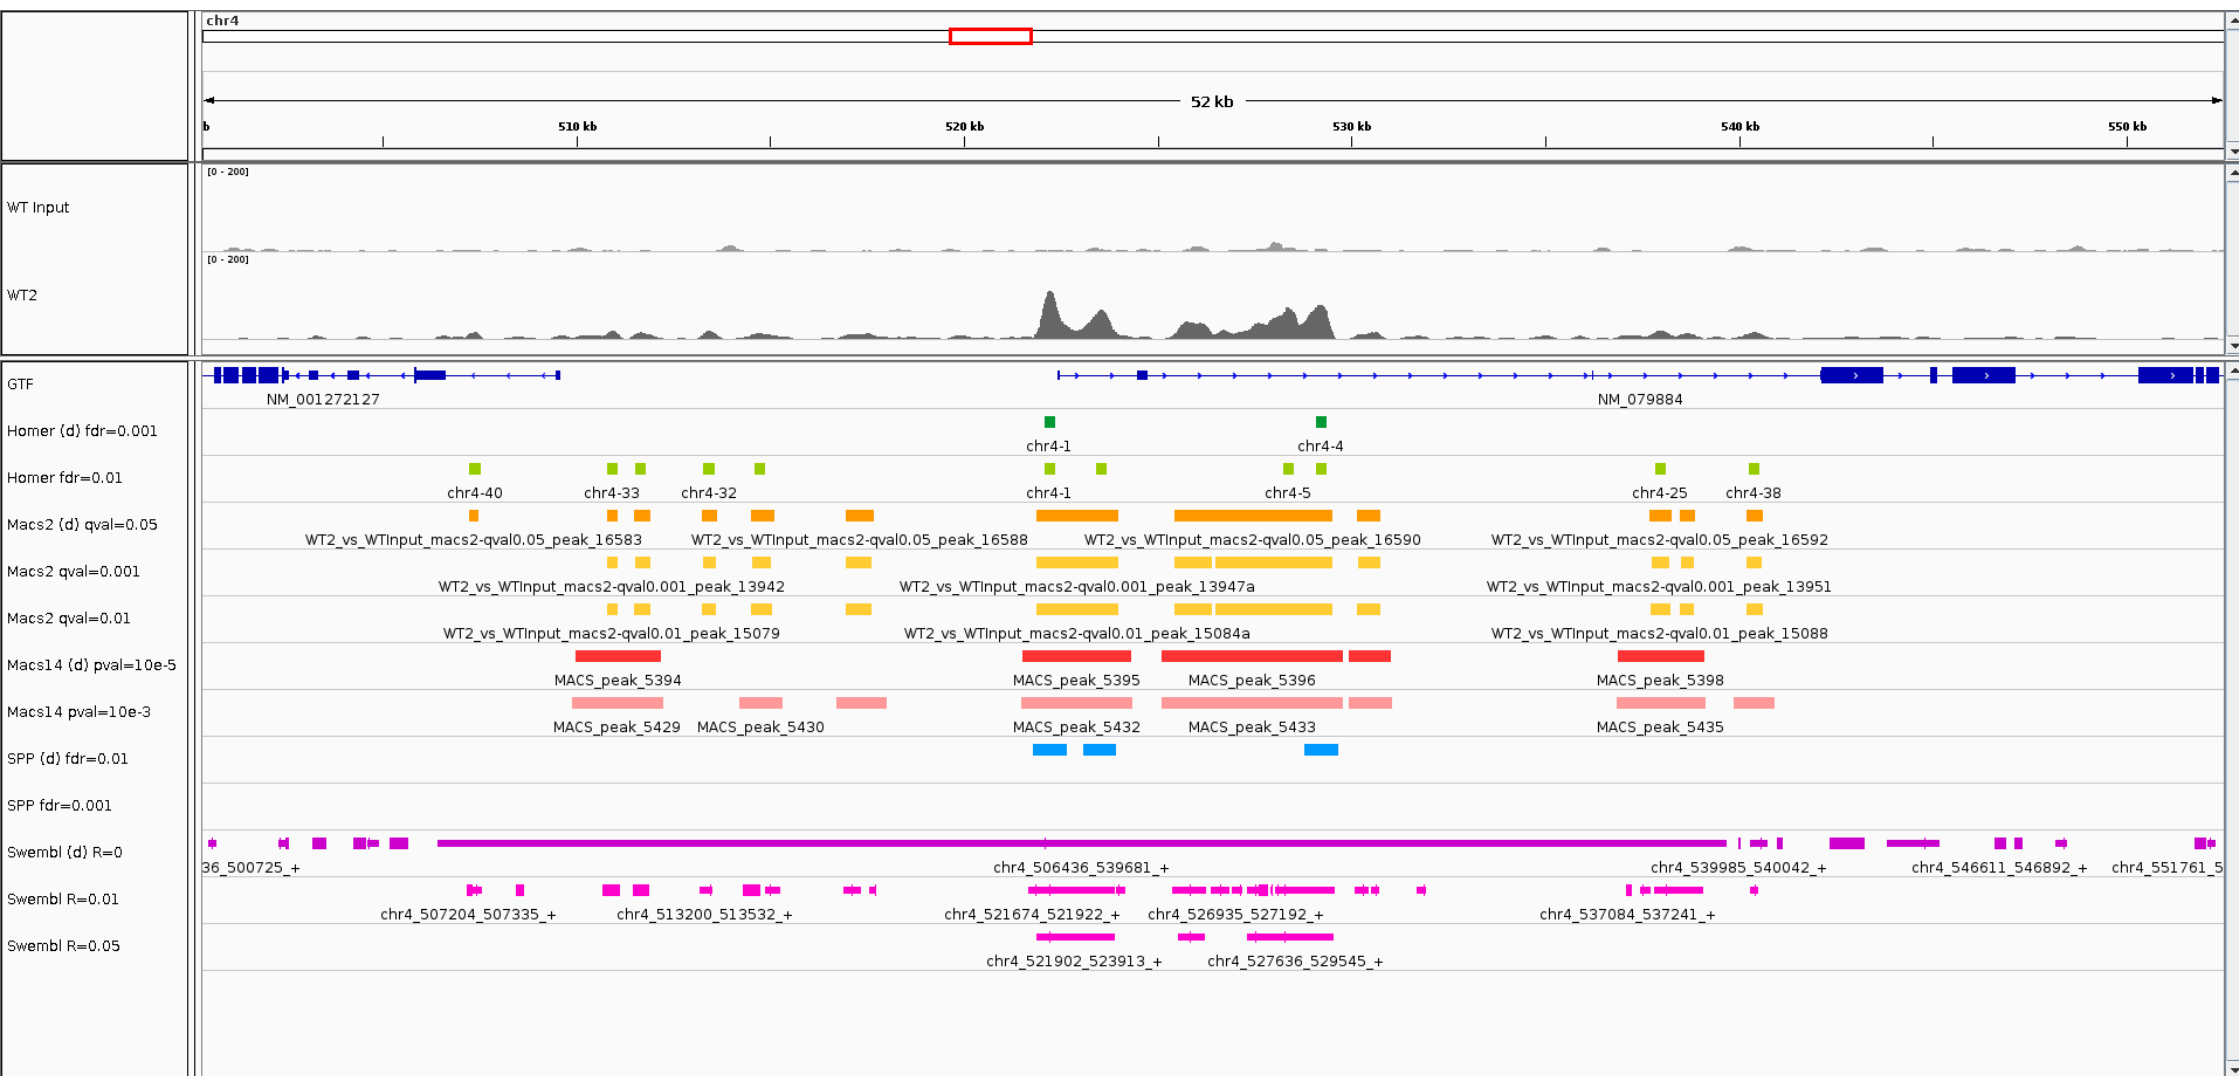 chr4
52 kb
b 510 kb 520 kb 530 kb 540 kb 550 kb
[0 - 200]
WT Input
[0 - 200]
WT2
GTF
NM_001272127 NM_079884
Homer (d) fdr=0.001
chr4-1 chr4-4
Homer fdr=0.01
chr4-40 chr4-33 chr4-32 chr4-1 chr4-5 chr4-25 chr4-38
Macs2 (d) qval=0.05
WT2_vs_WTInput_macs2-qval0.05_peak_16583 WT2_vs_WTInput_macs2-qval0.05_peak_16588 WT2_vs_WTInput_macs2-qval0.05_peak_16590 WT2_vs_WTInput_macs2-qval0.05_peak_16592
Macs2 qval=0.001
WT2_vs_WTInput_macs2-qval0.001_peak_13942 WT2_vs_WTInput_macs2-qval0.001_peak_13947a WT2_vs_WTInput_macs2-qval0.001_peak_13951
Macs2 qval=0.01
WT2_vs_WTInput_macs2-qval0.01_peak_15079 WT2_vs_WTInput_macs2-qval0.01_peak_15084a WT2_vs_WTInput_macs2-qval0.01_peak_15088
Macs14 (d) pval=10e-5
MACS_peak_5394 MACS_peak_5395 MACS_peak_5396 MACS_peak_5398
Macs14 pval=10e-3
MACS_peak_5429 MACS_peak_5430 MACS_peak_5432 MACS_peak_5433 MACS_peak_5435
SPP (d) fdr=0.01
SPP fdr=0.001
Swembl (d) R=0
36_500725_+ chr4_506436_539681_+ chr4_539985_540042_+ chr4_546611_546892_+ chr4_551761_5
Swembl R=0.01
chr4_507204_507335_+ chr4_513200_513532_+ chr4_521674_521922_+ chr4_526935_527192_+ chr4_537084_537241_+
Swembl R=0.05
chr4_521902_523913_+ chr4_527636_529545_+